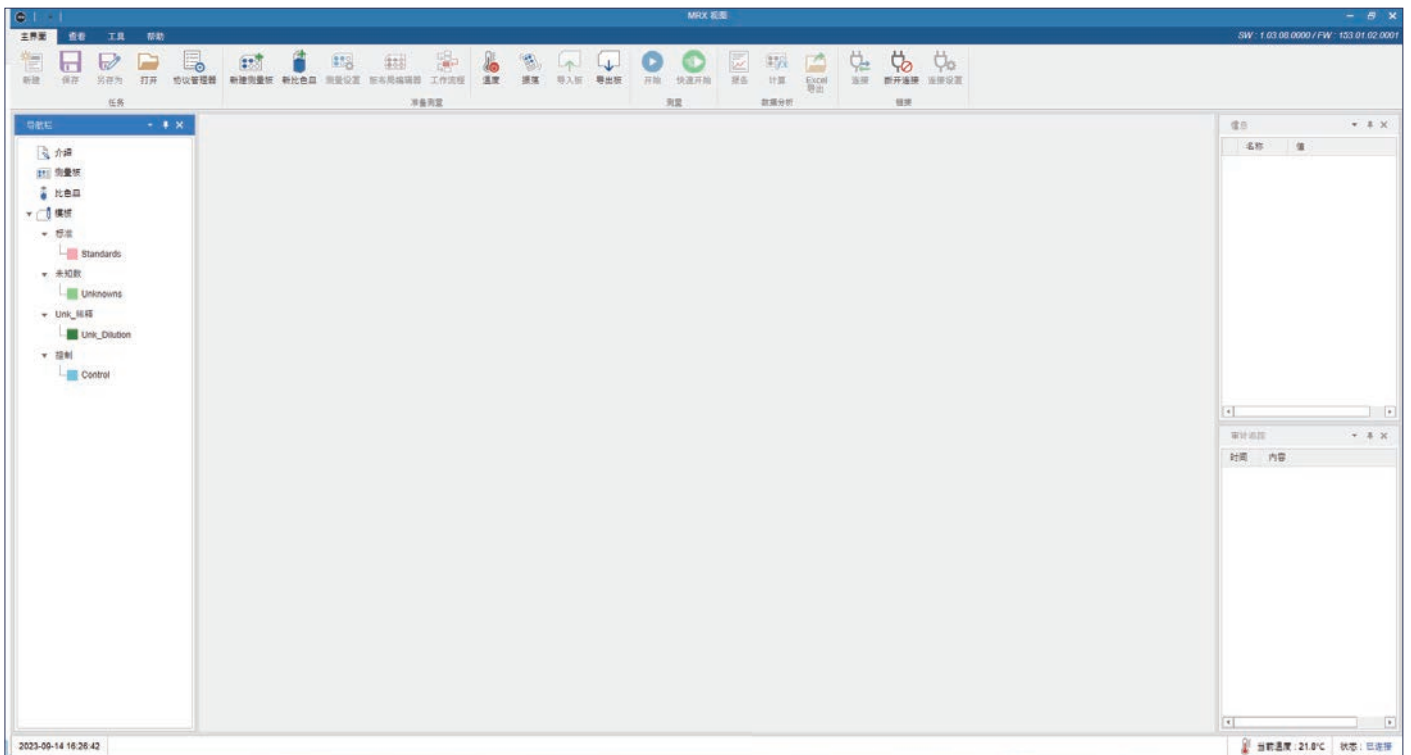 MRX 视图
主界面 查看 工具 帮助
SW : 1.03.08.0000 / FW : 153.01.02.0001
新建 保存 另存为 打开 协议管理器 新建测量板 新比色皿 测量设置 板布局编辑器 工作流程 温度 振荡 导入板 导出板 开始 快速开始 报告 计算 Excel 导出 连接 断开连接 连接设置
任务 准备测量 测量 数据分析 链接
导航栏
介绍
测量板
比色皿
模板
标准
Standards
未知数
Unknowns
Unk_稀释
Unk_Dilution
控制
Control
信息
名称 值
审计追踪
时间 内容
2023-09-14 16:26:42
当前温度 : 21.8°C 状态 : 已连接